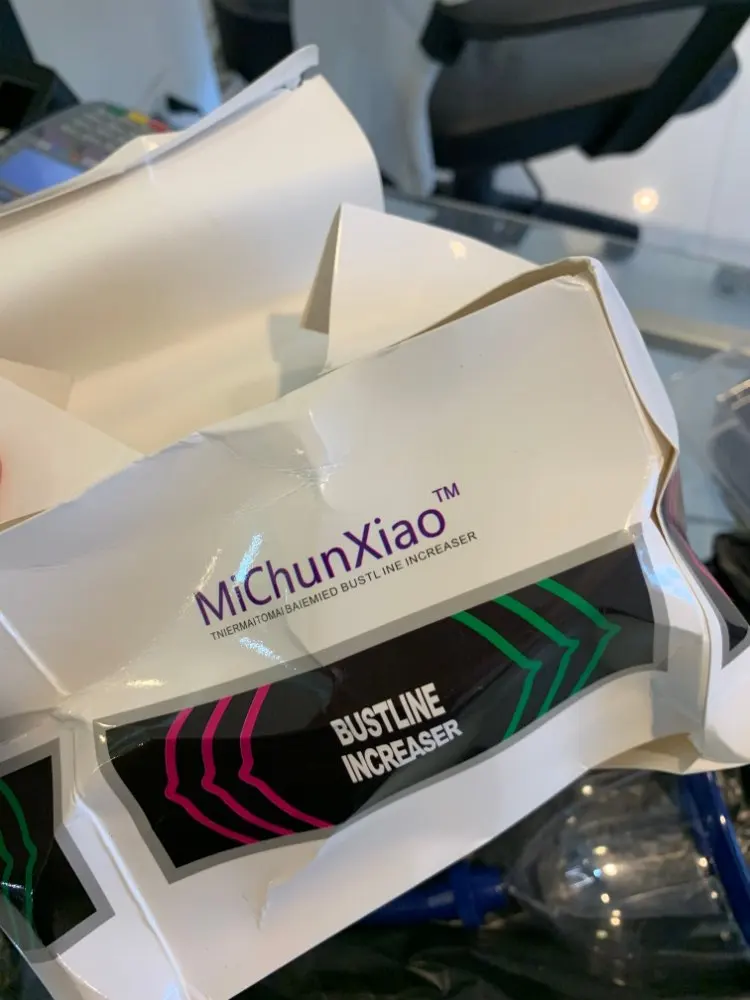 MiChunXiao™
TNIERMAITOMAI BAIEMIED BUSTL INE INCREASER
BUSTLINE
INCREASER